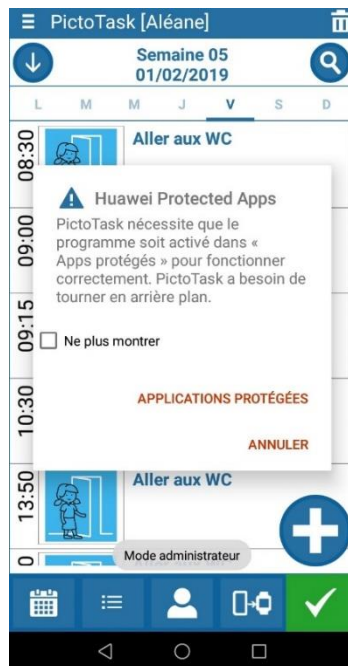 PictoTask [Aléane]
Semaine 05
01/02/2019
L M M J V S D
08:30
Aller aux WC
Huawei Protected Apps
PictoTask nécessite que le
programme soit activé dans «
Apps protégés » pour fonctionner
correctement. PictoTask a besoin de
tourner en arrière plan.
09:00
09:15
Ne plus montrer
10:30
APPLICATIONS PROTÉGÉES
ANNULER
13:50
Aller aux WC
Mode administrateur